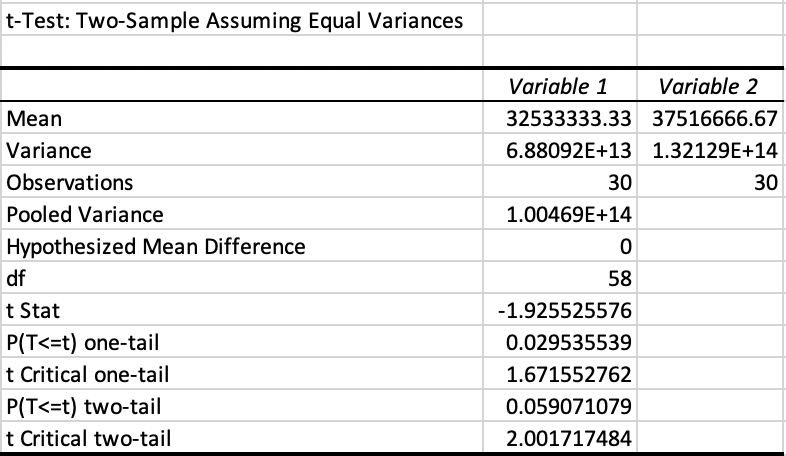 t-Test: Two-Sample Assuming Equal Variances
Variable 1 Variable 2
Mean 32533333.33 37516666.67
Variance 6.88092E+13 1.32129E+14
Observations 30 30
Pooled Variance 1.00469E+14
Hypothesized Mean Difference 0
df 58
t Stat -1.925525576
P(T<=t) one-tail 0.029535539
t Critical one-tail 1.671552762
P(T<=t) two-tail 0.059071079
t Critical two-tail 2.001717484